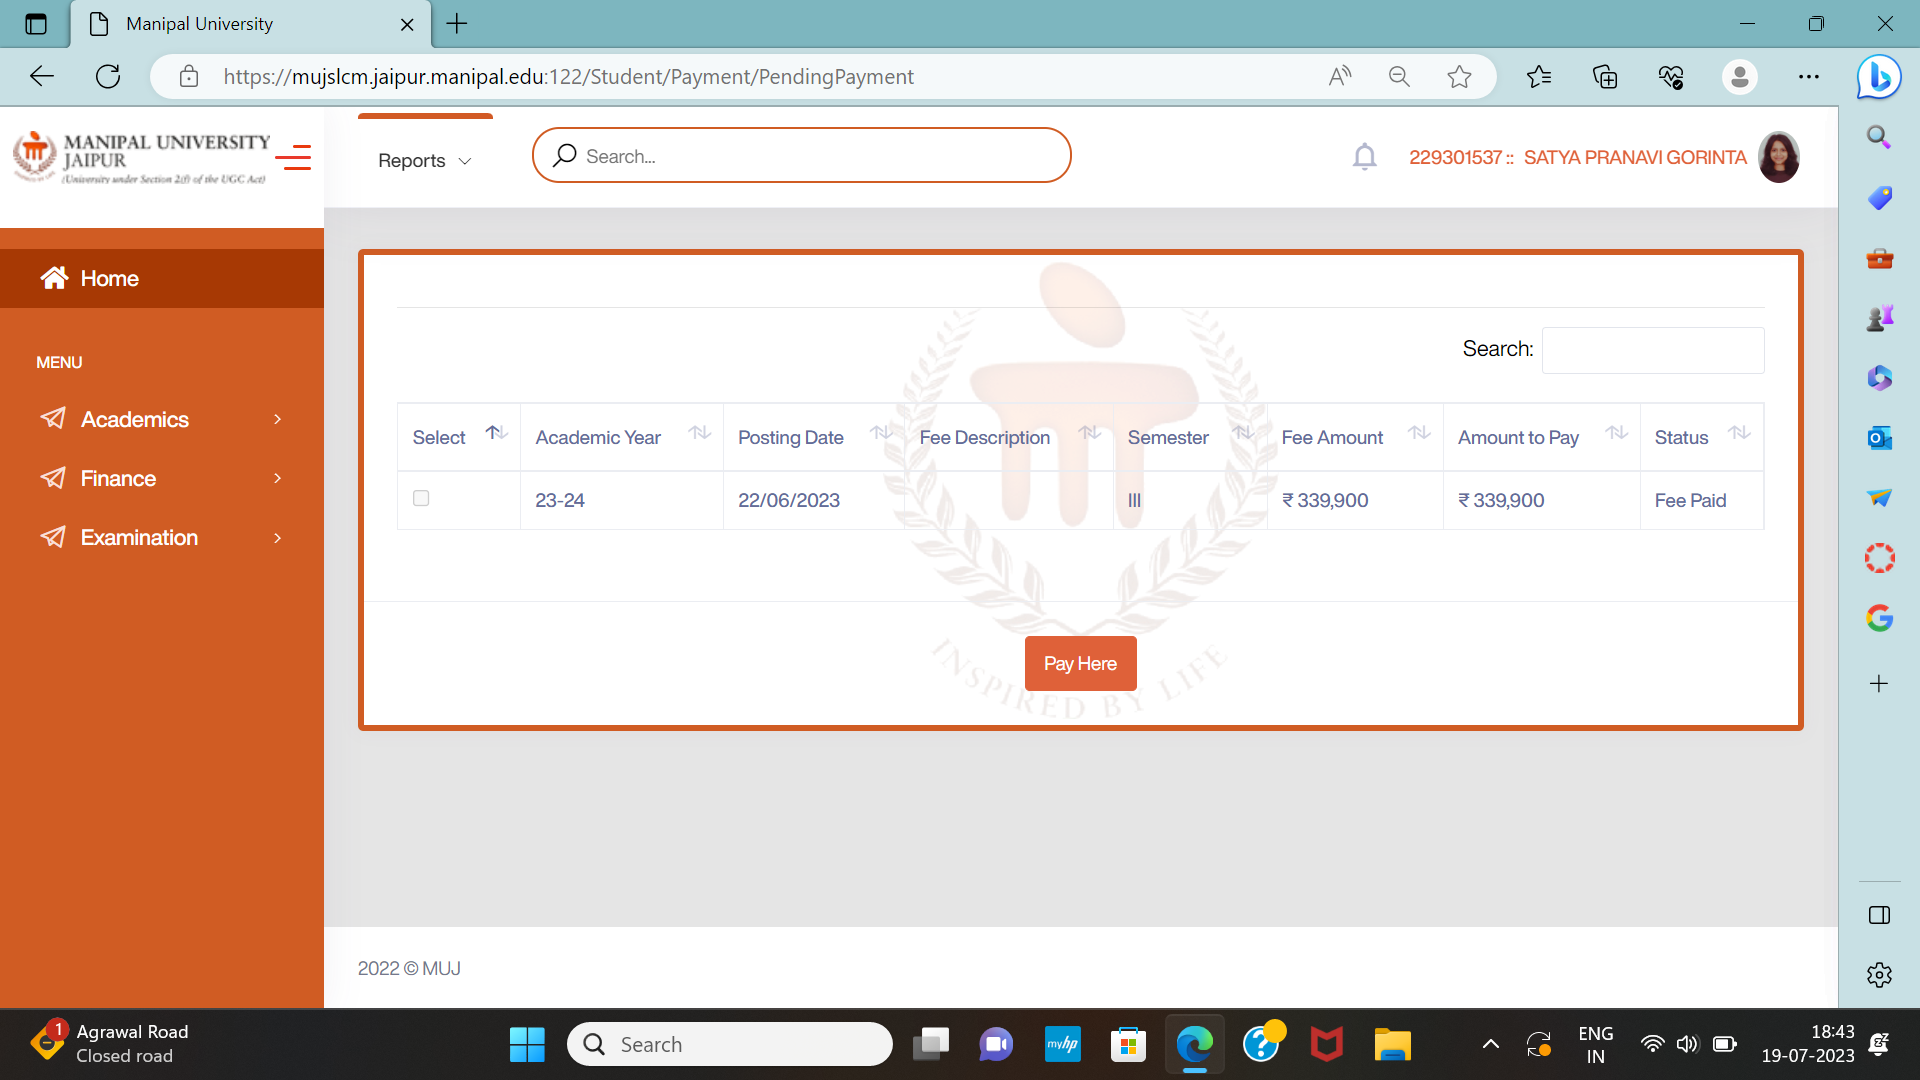 Manipal University
https://mujslcm.jaipur.manipal.edu:122/Student/Payment/PendingPayment
MANIPAL UNIVERSITY
JAIPUR
(University under Section 2(f) of the UGC Act)
Reports
Search...
229301537 :: SATYA PRANAVI GORINTA
Home
MENU
Academics
Finance
Examination
Search:
Select Academic Year Posting Date Fee Description Semester Fee Amount Amount to Pay Status
23-24 22/06/2023 III ₹ 339,900 ₹ 339,900 Fee Paid
Pay Here
INSPIRED BY LIFE
2022 © MUJ
1
Agrawal Road
Closed road
Search
myhp
ENG
IN
18:43
19-07-2023